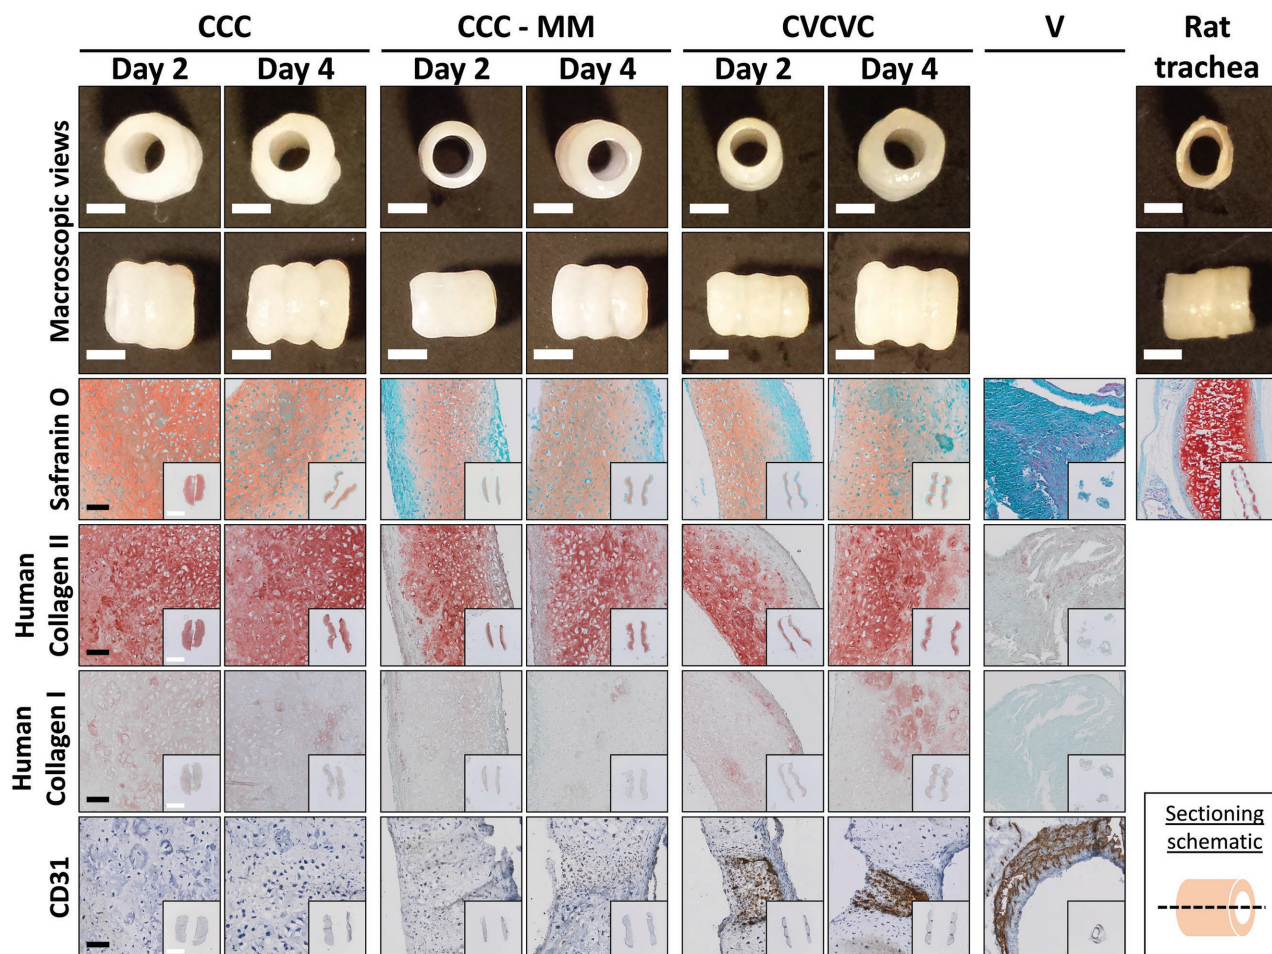 CCC
CCC - MM
CVCVC
V
Rat
trachea
Day 2
Day 4
Day 2
Day 4
Day 2
Day 4
Macroscopic views
Safranin O
Human
Collagen II
Human
Collagen I
CD31
Sectioning
schematic